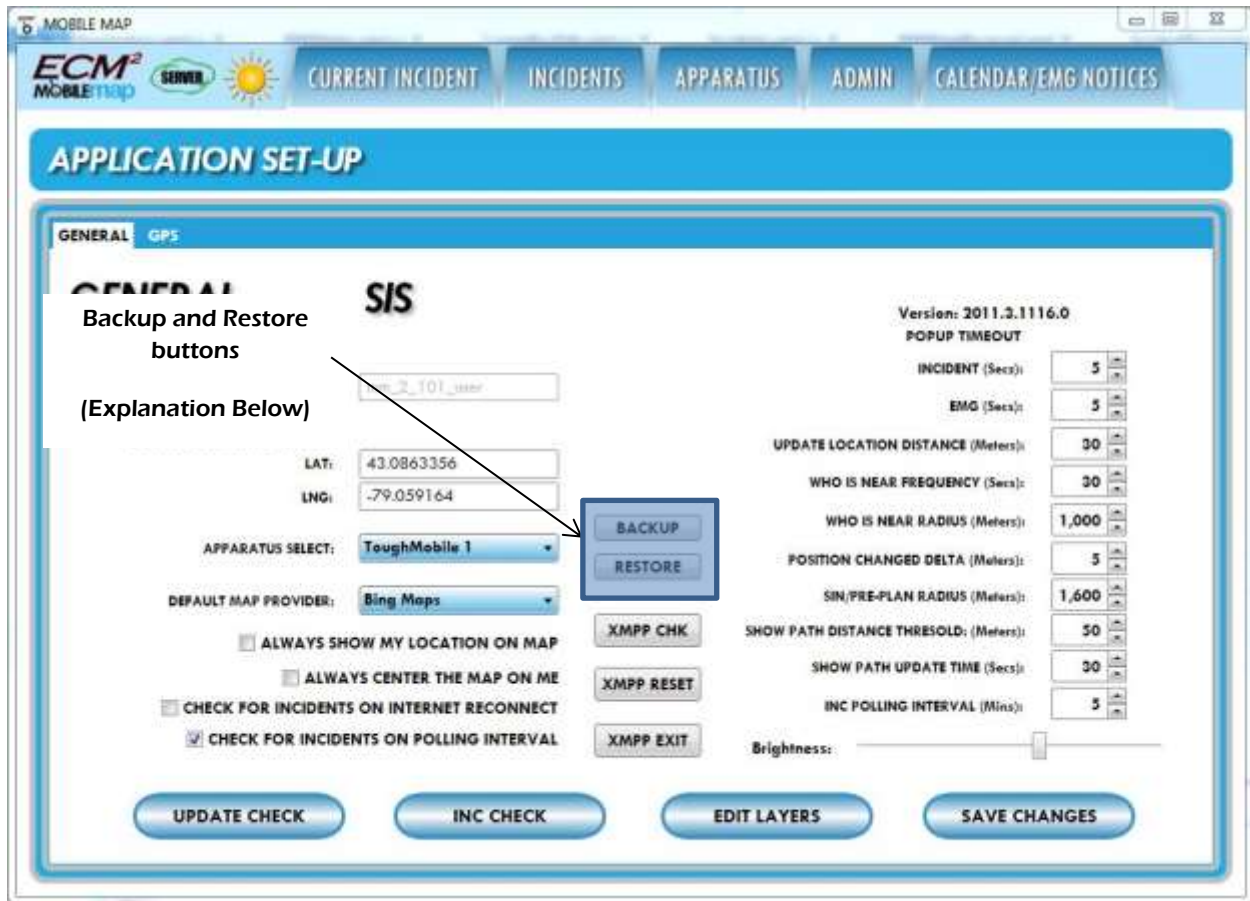 MOBILE MAP
ECM2 MOBILEmap SERVER CURRENT INCIDENT INCIDENTS APPARATUS ADMIN CALENDAR/EMG NOTICES
APPLICATION SET-UP
GENERAL GPS
SIS
Backup and Restore
buttons
(Explanation Below)
_2_101_user
LAT: 43.0863356
LNG: -79.059164
APPARATUS SELECT: ToughMobile 1
DEFAULT MAP PROVIDER: Bing Maps
ALWAYS SHOW MY LOCATION ON MAP
ALWAYS CENTER THE MAP ON ME
CHECK FOR INCIDENTS ON INTERNET RECONNECT
CHECK FOR INCIDENTS ON POLLING INTERVAL
BACKUP
RESTORE
XMPP CHK
XMPP RESET
XMPP EXIT
Version: 2011.3.1116.0
POPUP TIMEOUT
INCIDENT (Secs): 5
EMG (Secs): 5
UPDATE LOCATION DISTANCE (Meters): 30
WHO IS NEAR FREQUENCY (Secs): 30
WHO IS NEAR RADIUS (Meters): 1,000
POSITION CHANGED DELTA (Meters): 5
SIN/PRE-PLAN RADIUS (Meters): 1,600
SHOW PATH DISTANCE THRESOLD: (Meters): 50
SHOW PATH UPDATE TIME (Secs): 30
INC POLLING INTERVAL (Mins): 5
Brightness:
UPDATE CHECK INC CHECK EDIT LAYERS SAVE CHANGES